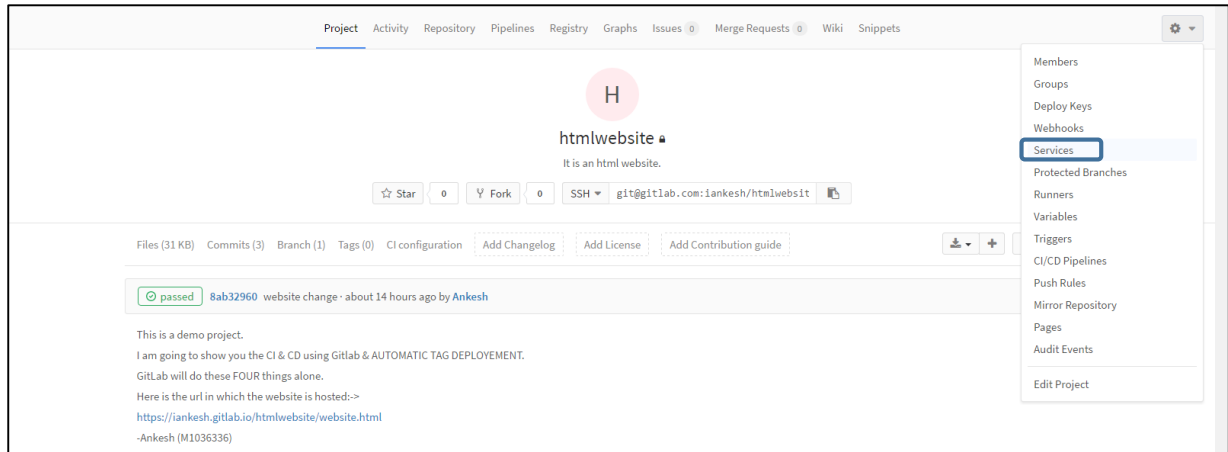 Project Activity Repository Pipelines Registry Graphs Issues 0 Merge Requests 0 Wiki Snippets
Members
Groups
Deploy Keys
Webhooks
Services
Protected Branches
Runners
Variables
Triggers
CI/CD Pipelines
Push Rules
Mirror Repository
Pages
Audit Events
Edit Project
H
htmlwebsite
It is an html website.
Star 0 Fork 0 SSH git@gitlab.com:iankesh/htmlwebsit
Files (31 KB) Commits (3) Branch (1) Tags (0) CI configuration Add Changelog Add License Add Contribution guide
passed 8ab32960 website change · about 14 hours ago by Ankesh
This is a demo project.
I am going to show you the CI & CD using Gitlab & AUTOMATIC TAG DEPLOYEMENT.
GitLab will do these FOUR things alone.
Here is the url in which the website is hosted:->
https://iankesh.gitlab.io/htmlwebsite/website.html
-Ankesh (M1036336)